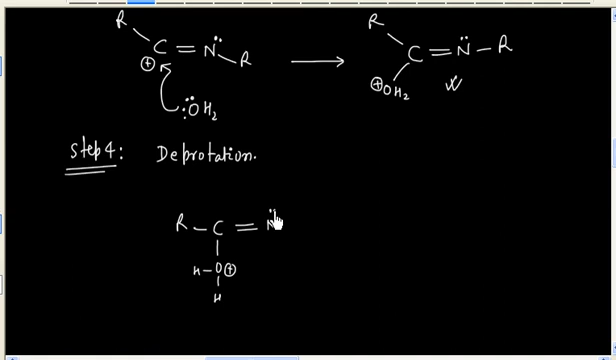 R C = N̈ R ⟶ R C = N̈ – R
⊕ :ÖH₂ ⊕OH₂
Step 4: Deprotation.
R – C = N̈
H – O ⊕
H